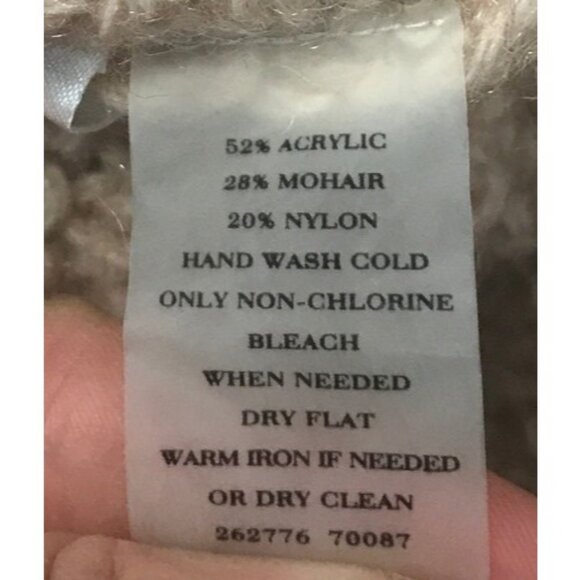 52% ACRYLIC
28% MOHAIR
20% NYLON
HAND WASH COLD
ONLY NON-CHLORINE
BLEACH
WHEN NEEDED
DRY FLAT
WARM IRON IF NEEDED
OR DRY CLEAN
262776 70087